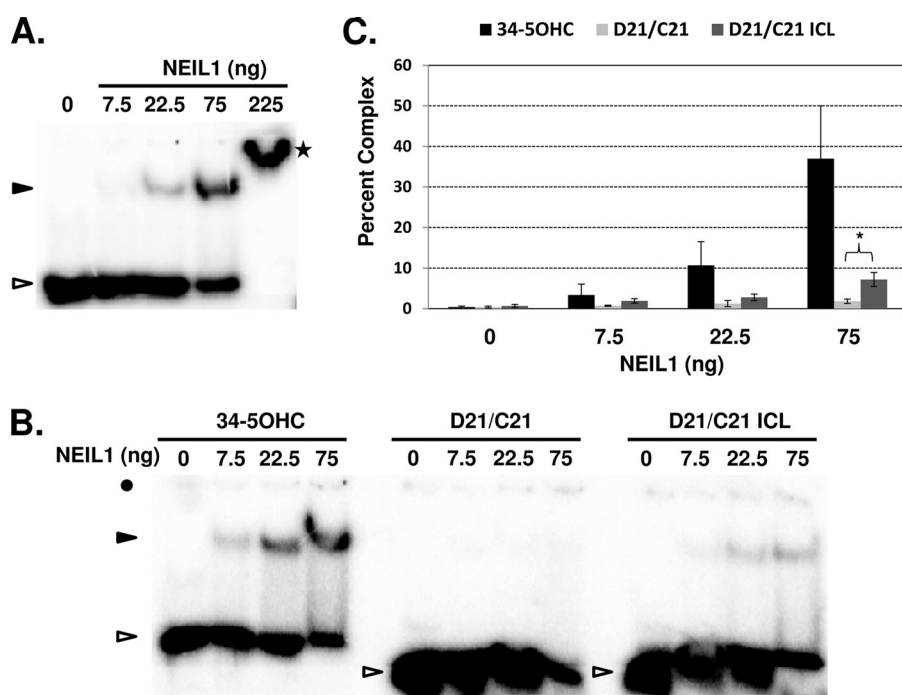 A.
NEIL1 (ng)
0 7.5 22.5 75 225
★
C.
34-5OHC D21/C21 D21/C21 ICL
Percent Complex
60
50
40
30
20
10
0
*
0 7.5 22.5 75
NEIL1 (ng)
B.
34-5OHC D21/C21 D21/C21 ICL
NEIL1 (ng) 0 7.5 22.5 75 0 7.5 22.5 75 0 7.5 22.5 75